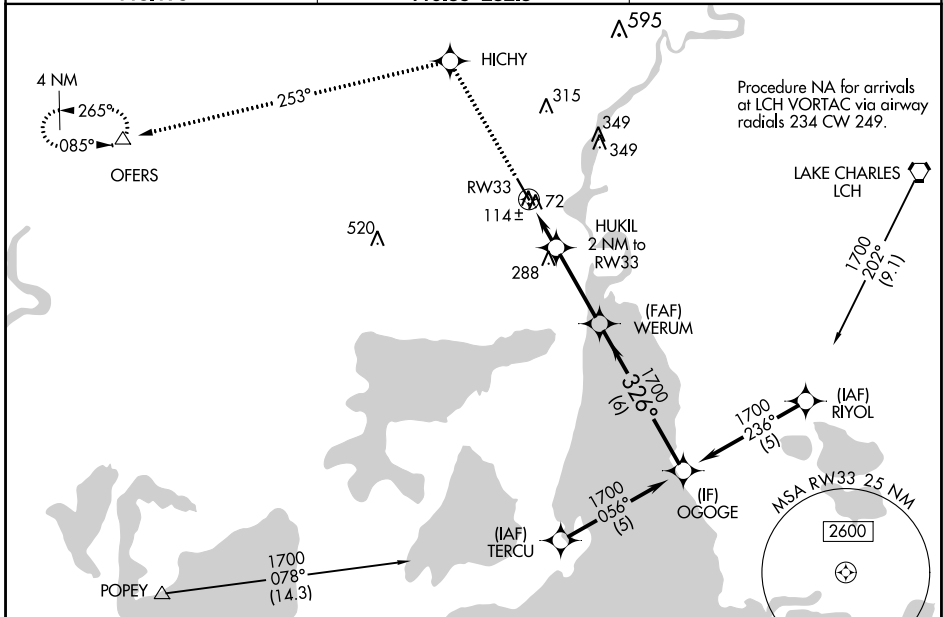 595
HICHY
4 NM
265°
085°
OFERS
253°
315
349
349
Procedure NA for arrivals
at LCH VORTAC via airway
radials 234 CW 249.
LAKE CHARLES
LCH
RW33
72
114±
HUKIL
2 NM to
RW33
520
288
1700
202°
(9.1)
(FAF)
WERUM
1700
326°
(6)
(IAF)
RIYOL
1700
236°
(5)
(IF)
OGOGE
1700
056°
(5)
(IAF)
TERCU
MSA RW33 25 NM
2600
1700
078°
(14.3)
POPEY